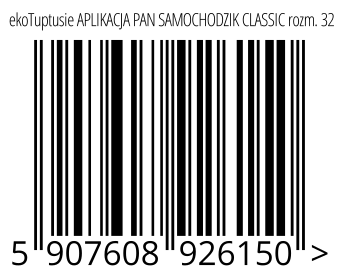 ekoTuptusie APLIKACJA PAN SAMOCHODZIK CLASSIC rozm. 32
5 907608 926150 >